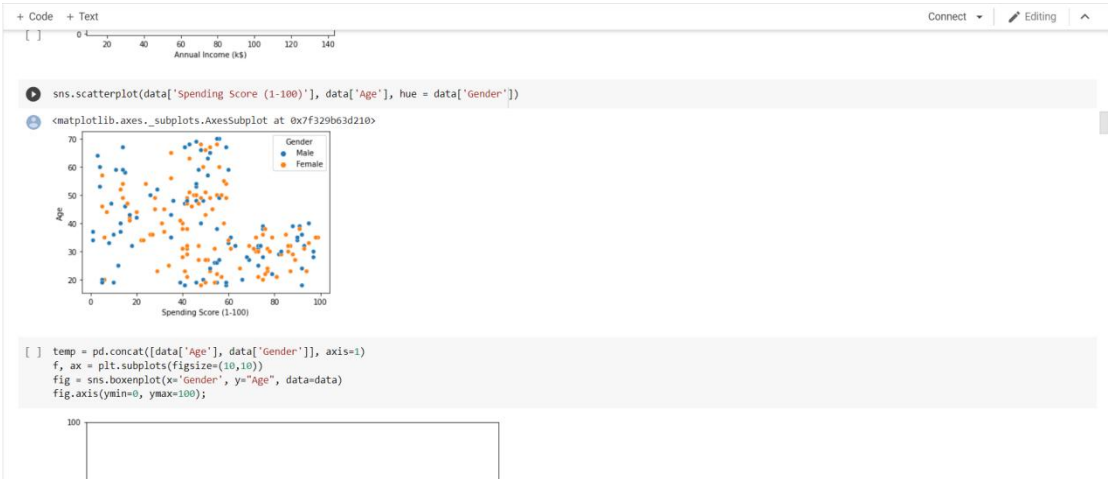 + Code + Text Connect Editing
[ ] 0
20 40 60 80 100 120 140
Annual Income (k$)
sns.scatterplot(data['Spending Score (1-100)'], data['Age'], hue = data['Gender'])
<matplotlib.axes._subplots.AxesSubplot at 0x7f329b63d210>
70
60
50
40
30
20
Age
Gender
Male
Female
0 20 40 60 80 100
Spending Score (1-100)
[ ] temp = pd.concat([data['Age'], data['Gender']], axis=1)
f, ax = plt.subplots(figsize=(10,10))
fig = sns.boxenplot(x='Gender', y="Age", data=data)
fig.axis(ymin=0, ymax=100);
100